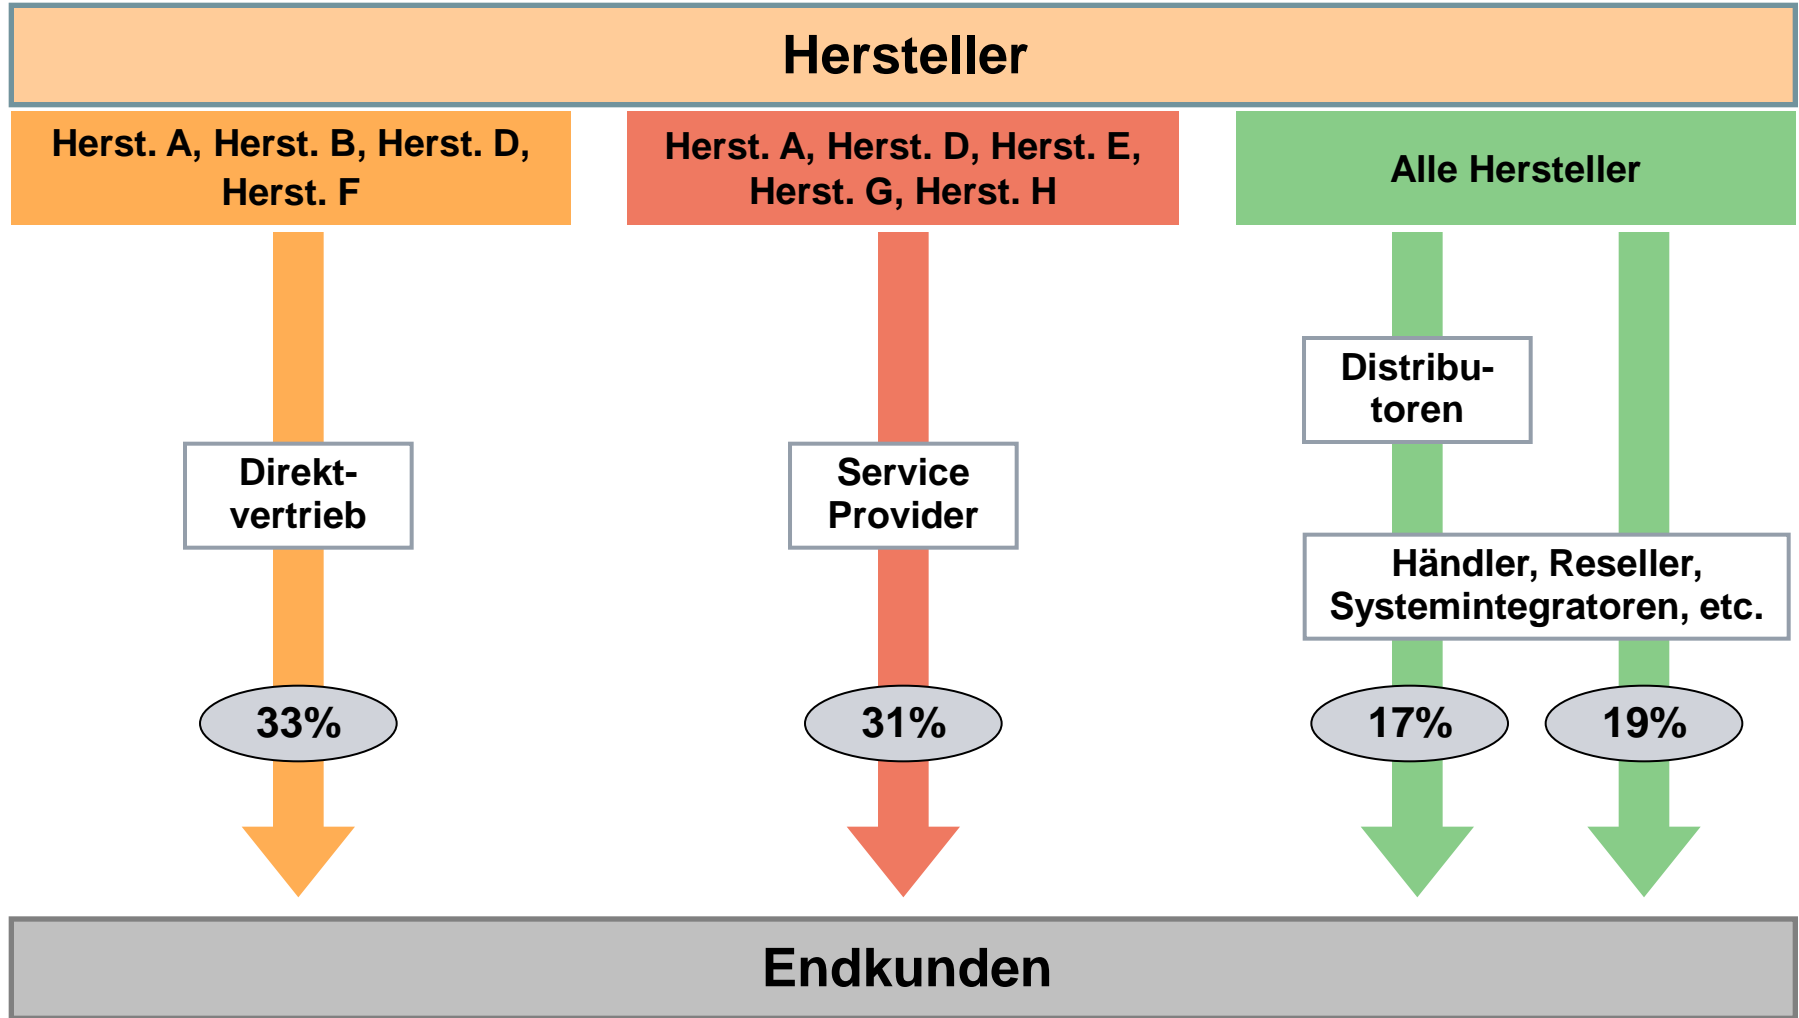 Hersteller
Herst. A, Herst. B, Herst. D,
Herst. F
Herst. A, Herst. D, Herst. E,
Herst. G, Herst. H
Alle Hersteller
Direkt-
vertrieb
Service
Provider
Distribu-
toren
Händler, Reseller,
Systemintegratoren, etc.
33%
31%
17%
19%
Endkunden